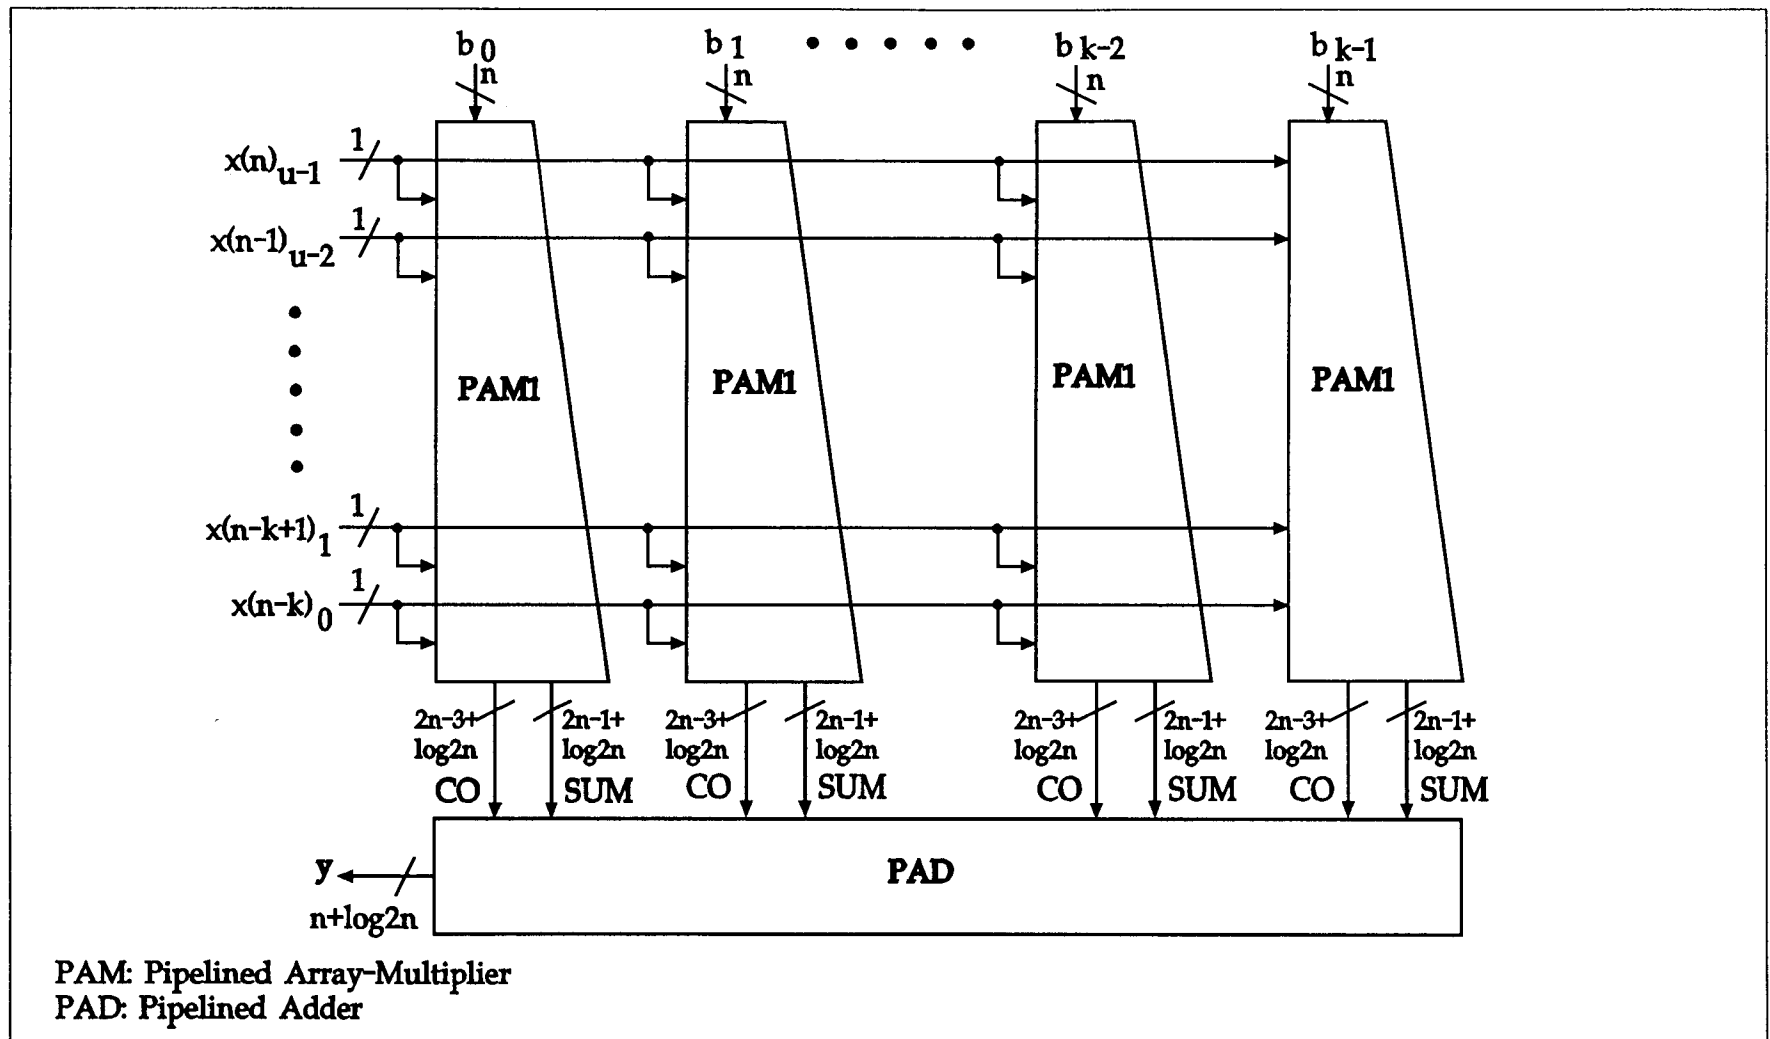 b0 b1 bk-2 bk-1
n n n n
1
x(n)u-1
1
x(n-1)u-2
PAM1 PAM1 PAM1 PAM1
1
x(n-k+1)1
1
x(n-k)0
2n-3+ 2n-1+ 2n-3+ 2n-1+ 2n-3+ 2n-1+ 2n-3+ 2n-1+
log2n log2n log2n log2n log2n log2n log2n log2n
CO SUM CO SUM CO SUM CO SUM
y
PAD
n+log2n
PAM: Pipelined Array-Multiplier
PAD: Pipelined Adder